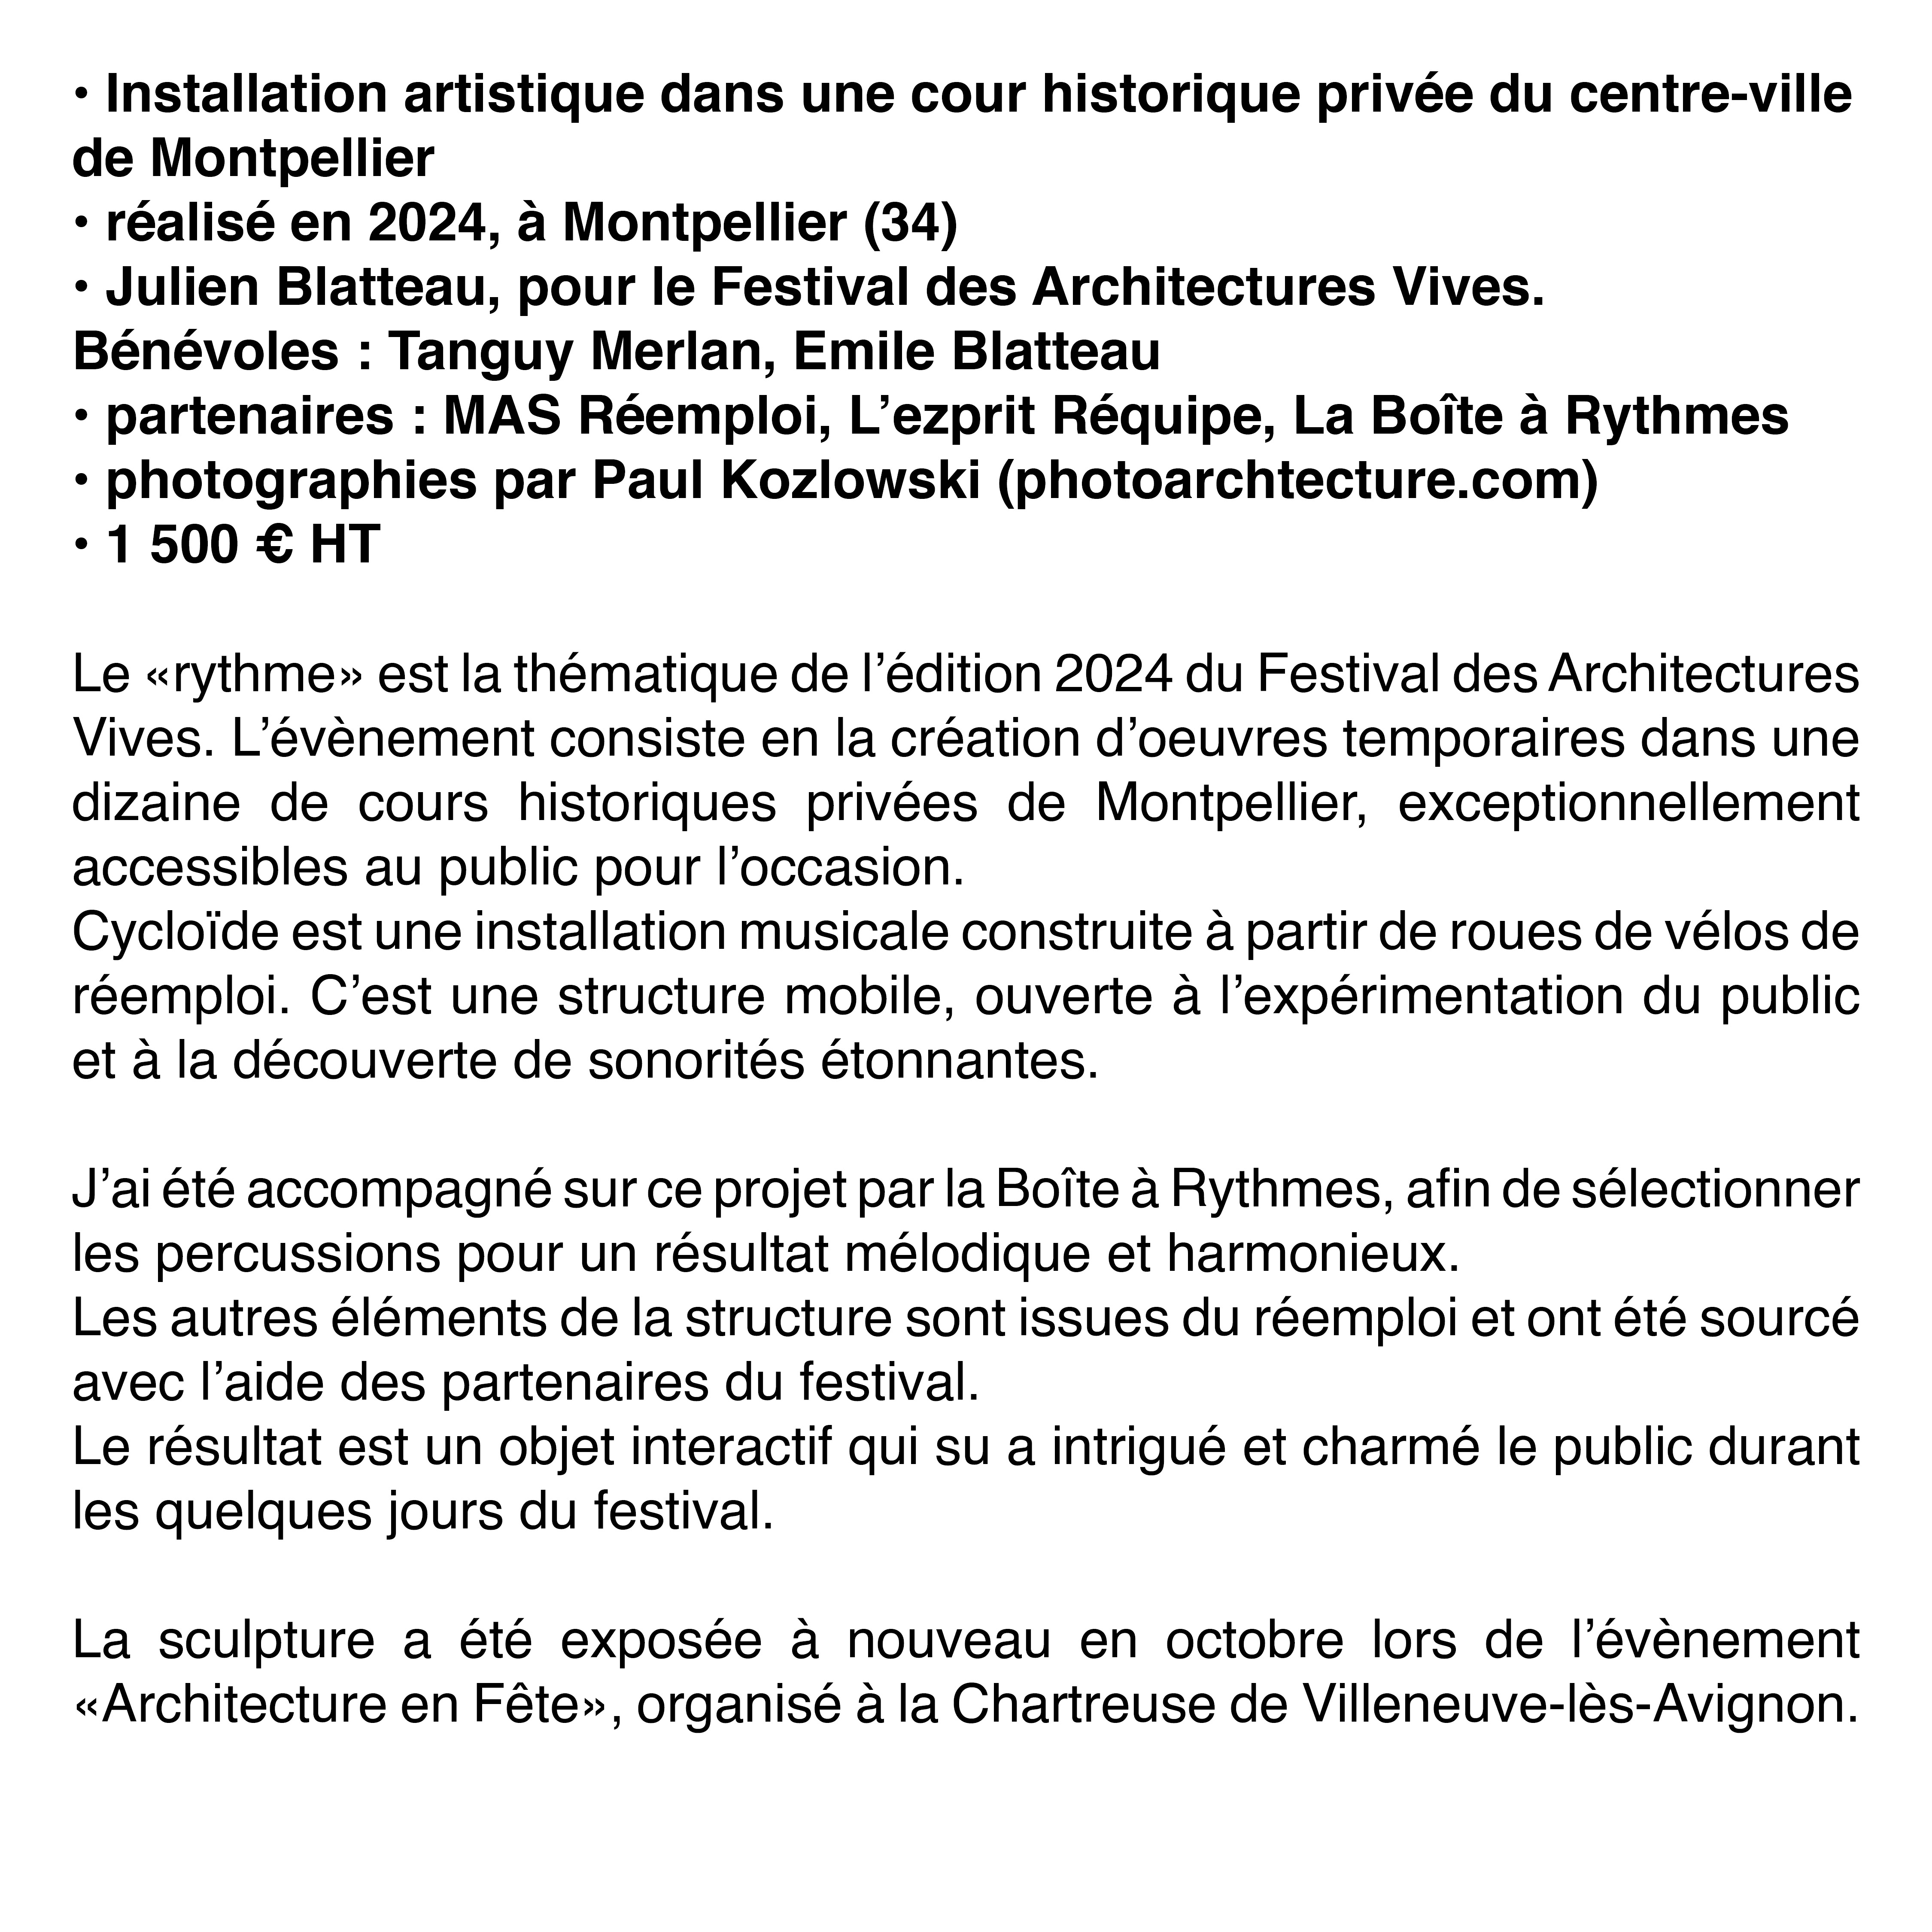 • Installation artistique dans une cour historique privée du centre-ville
de Montpellier
• réalisé en 2024, à Montpellier (34)
• Julien Blatteau, pour le Festival des Architectures Vives.
Bénévoles : Tanguy Merlan, Emile Blatteau
• partenaires : MAS Réemploi, L’ezprit Réquipe, La Boîte à Rythmes
• photographies par Paul Kozlowski (photoarchtecture.com)
• 1 500 € HT
Le «rythme» est la thématique de l’édition 2024 du Festival des Architectures
Vives. L’évènement consiste en la création d’oeuvres temporaires dans une
dizaine de cours historiques privées de Montpellier, exceptionnellement
accessibles au public pour l’occasion.
Cycloïde est une installation musicale construite à partir de roues de vélos de
réemploi. C’est une structure mobile, ouverte à l’expérimentation du public
et à la découverte de sonorités étonnantes.
J’ai été accompagné sur ce projet par la Boîte à Rythmes, afin de sélectionner
les percussions pour un résultat mélodique et harmonieux.
Les autres éléments de la structure sont issues du réemploi et ont été sourcé
avec l’aide des partenaires du festival.
Le résultat est un objet interactif qui su a intrigué et charmé le public durant
les quelques jours du festival.
La sculpture a été exposée à nouveau en octobre lors de l’évènement
«Architecture en Fête», organisé à la Chartreuse de Villeneuve-lès-Avignon.